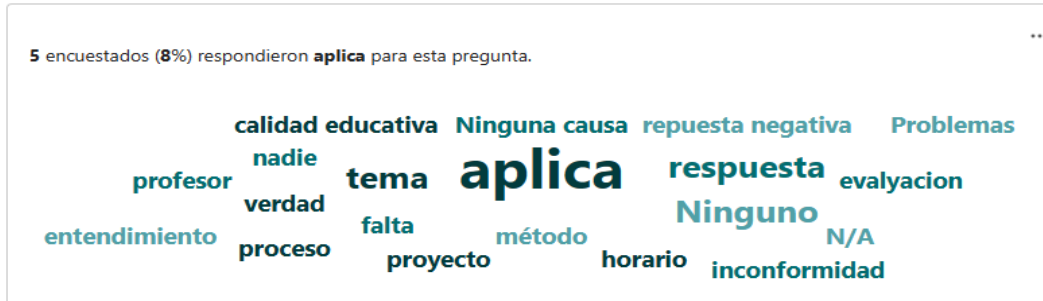 5 encuestados (8%) respondieron aplica para esta pregunta.
calidad educativa Ninguna causa repuesta negativa Problemas
nadie
profesor tema aplica respuesta evalyacion
verdad Ninguno
entendimiento falta método N/A
proceso proyecto horario inconformidad